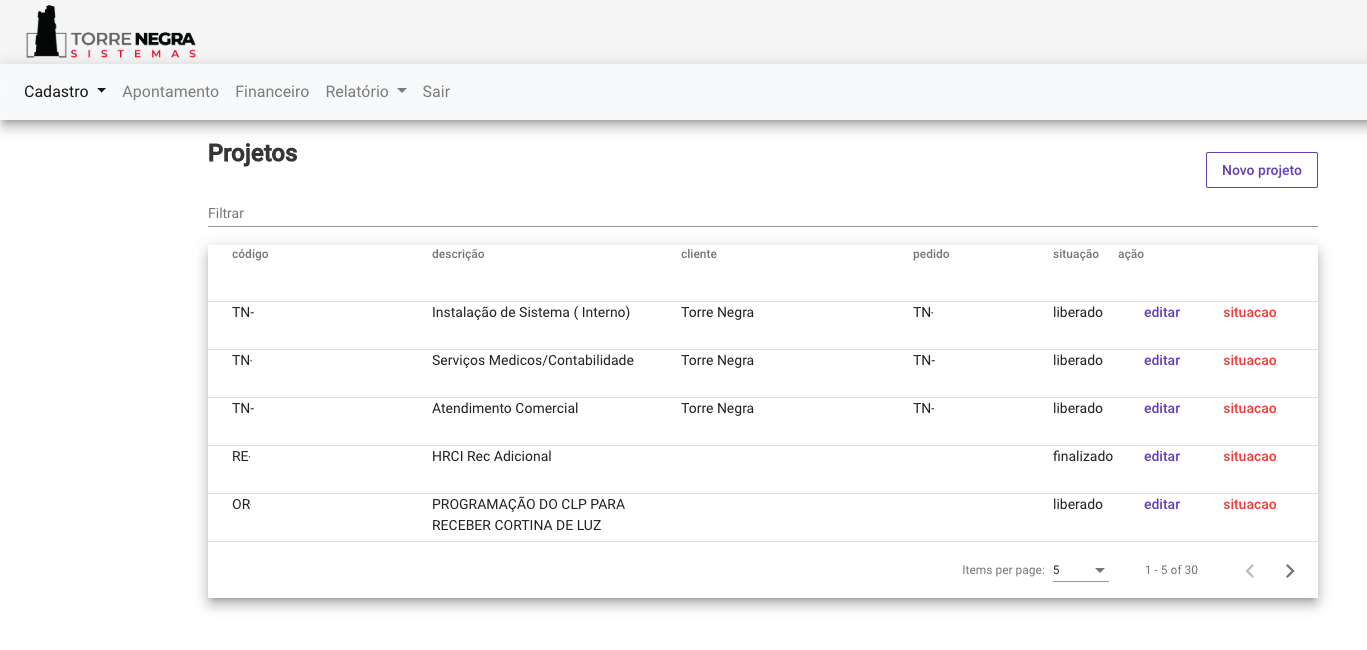 TORRE NEGRA
SISTEMAS
Cadastro Apontamento Financeiro Relatório Sair
Projetos
Novo projeto
Filtrar
código descrição cliente pedido situação ação
TN- Instalação de Sistema ( Interno) Torre Negra TN- liberado editar situacao
TN- Serviços Medicos/Contabilidade Torre Negra TN- liberado editar situacao
TN- Atendimento Comercial Torre Negra TN- liberado editar situacao
RE- HRCI Rec Adicional finalizado editar situacao
OR PROGRAMAÇÃO DO CLP PARA liberado editar situacao
RECEBER CORTINA DE LUZ
Items per page: 5 1 - 5 of 30